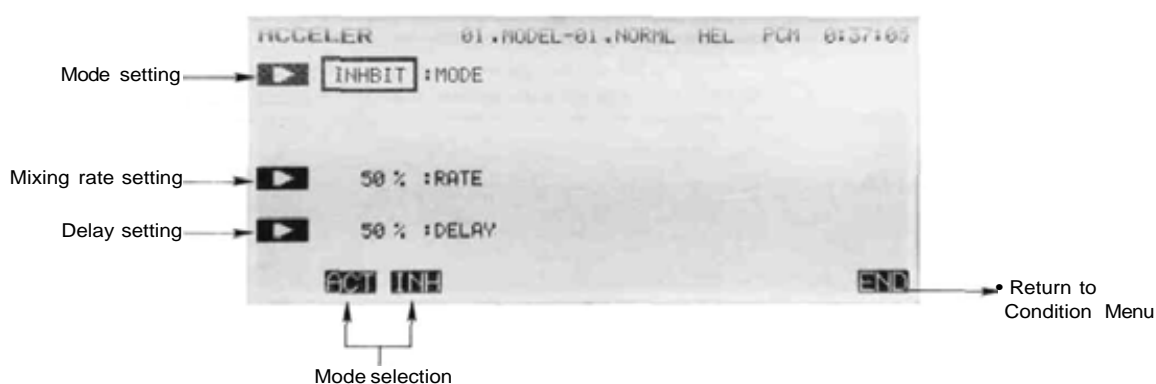 ACCELER 01.MODEL-01.NORML HEL PCM 0:37:03
Mode setting INHBIT :MODE
Mixing rate setting 50 % :RATE
Delay setting 50 % :DELAY
ACT INH END
• Return to
Condition Menu
Mode selection